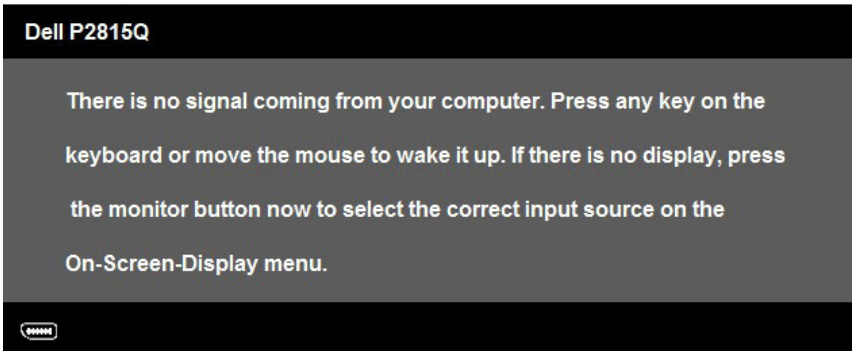 Dell P2815Q
There is no signal coming from your computer. Press any key on the
keyboard or move the mouse to wake it up. If there is no display, press
the monitor button now to select the correct input source on the
On-Screen-Display menu.